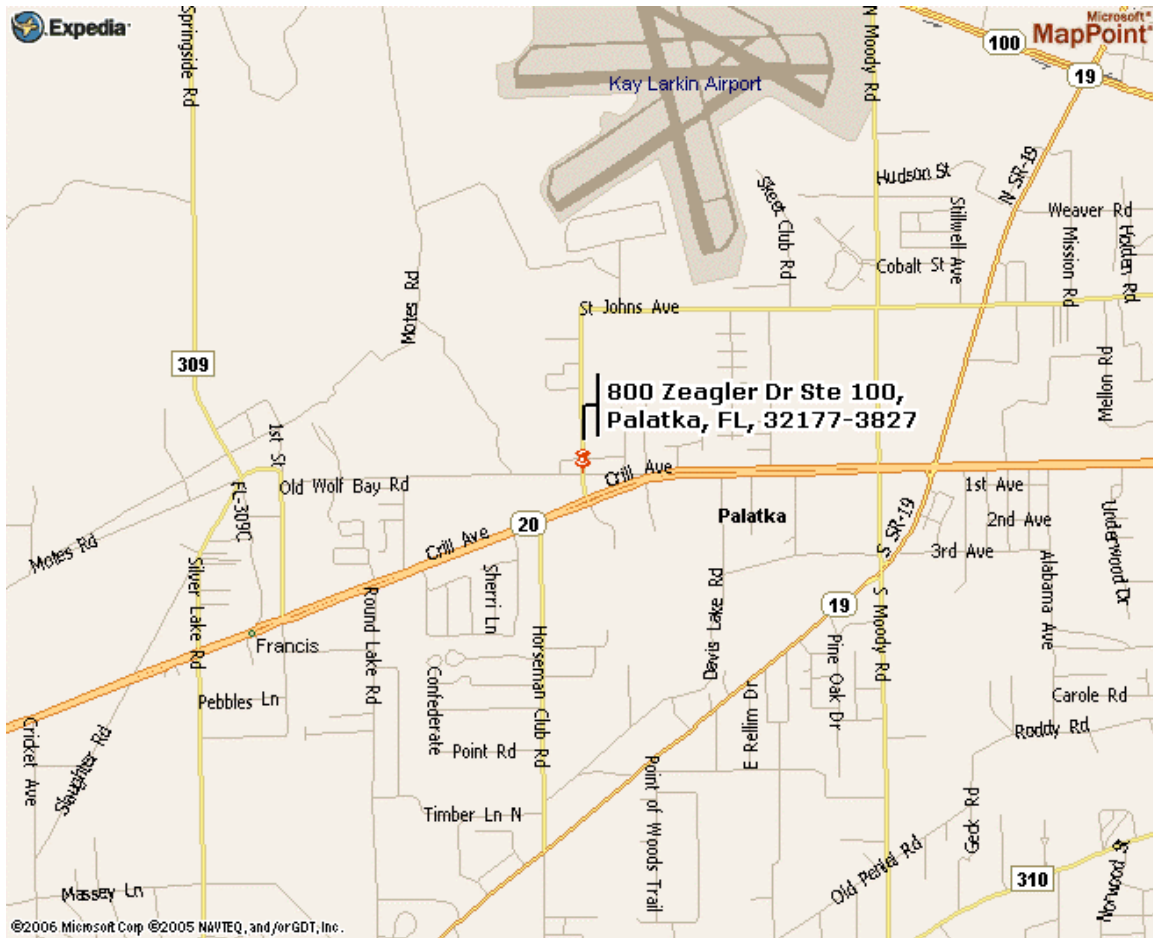 Expedia
Microsoft
MapPoint
Springside Rd
N Moody Rd
100
19
Kay Larkin Airport
N SR-19
Hudson St
Skeet Club Rd
Stillwell Ave
Weaver Rd
Mission Rd
Holden Rd
Cobalt St
Motes Rd
St Johns Ave
309
Mellon Rd
800 Zeagler Dr Ste 100,
Palatka, FL, 32177-3827
1st St
Old Wolf Bay Rd
Crill Ave
FL-309C
1st Ave
Underwood Dr
20
Palatka
2nd Ave
S SR-19
3rd Ave
Motes Rd
Crill Ave
Silver Lake Rd
Sherri Ln
Alabama Ave
Round Lake Rd
Davis Lake Rd
19
S Moody Rd
Francis
Horseman Club Rd
Pine Oak Dr
Pebbles Ln
Confederate
Point Rd
E Rellim Dr
Carole Rd
Roddy Rd
Cricket Ave
Slaughter Rd
Point of Woods Trail
Timber Ln N
Geck Rd
Old Peniel Rd
310
Norwood St
Massey Ln
©2006 Microsoft Corp ©2005 NAVTEQ, and/or GDT, Inc.